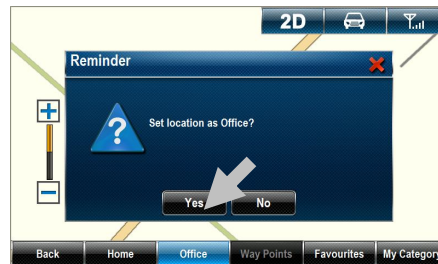 2D
Reminder
Set location as Office?
Yes No
Back Home Office Way Points Favourites My Category